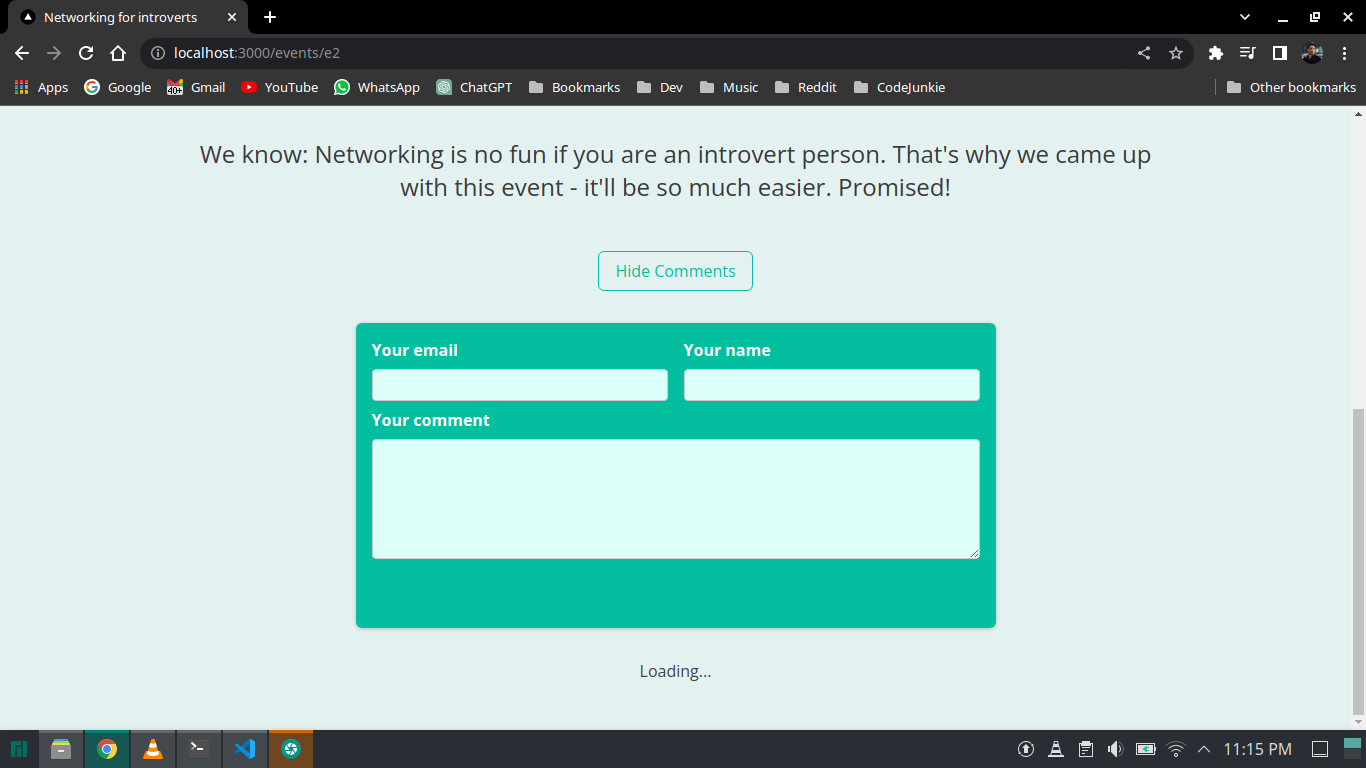 Networking for introverts
localhost:3000/events/e2
Apps Google Gmail YouTube WhatsApp ChatGPT Bookmarks Dev Music Reddit CodeJunkie Other bookmarks
40+
We know: Networking is no fun if you are an introvert person. That's why we came up
with this event - it'll be so much easier. Promised!
Hide Comments
Your email Your name
Your comment
Loading...
11:15 PM